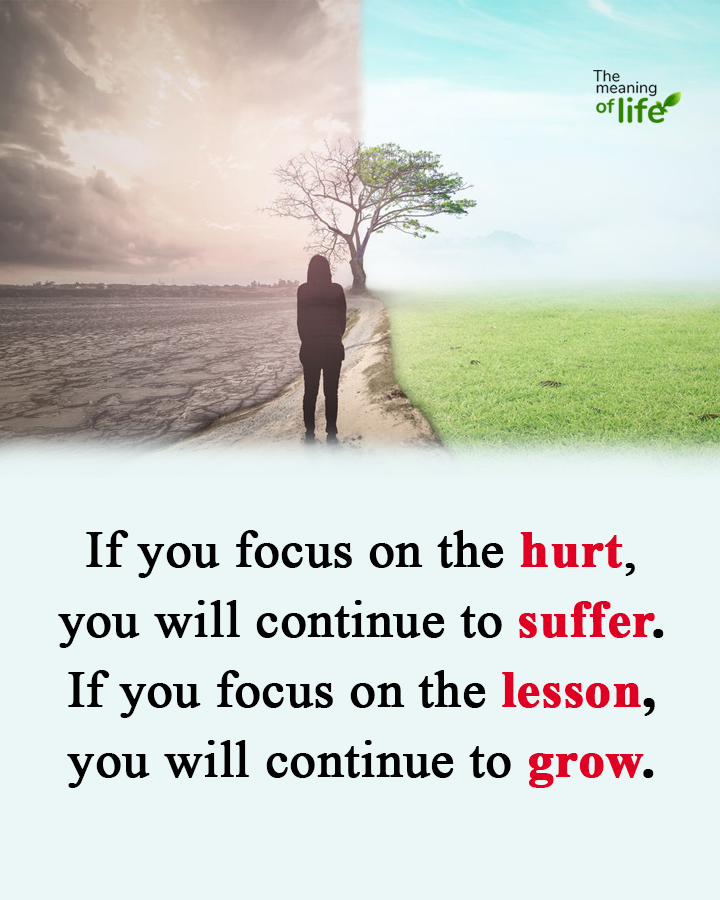 The
meaning
of life
If you focus on the hurt,
you will continue to suffer.
If you focus on the lesson,
you will continue to grow.